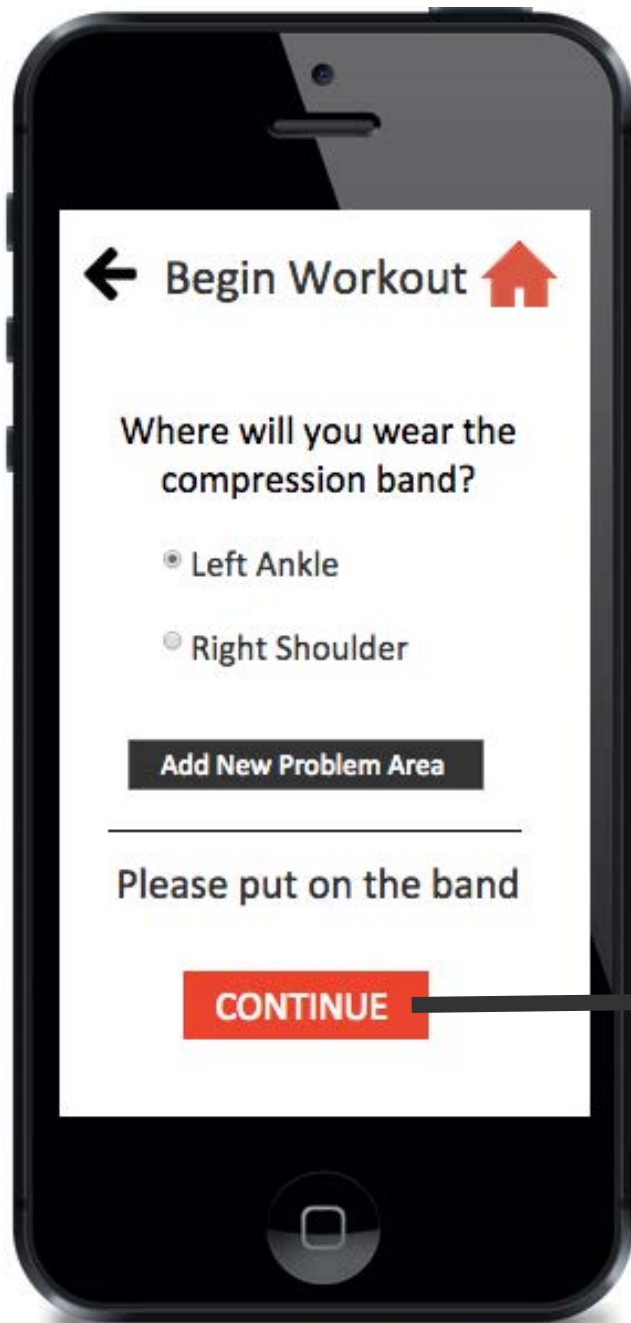 Begin Workout
Where will you wear the
compression band?
Left Ankle
Right Shoulder
Add New Problem Area
Please put on the band
CONTINUE